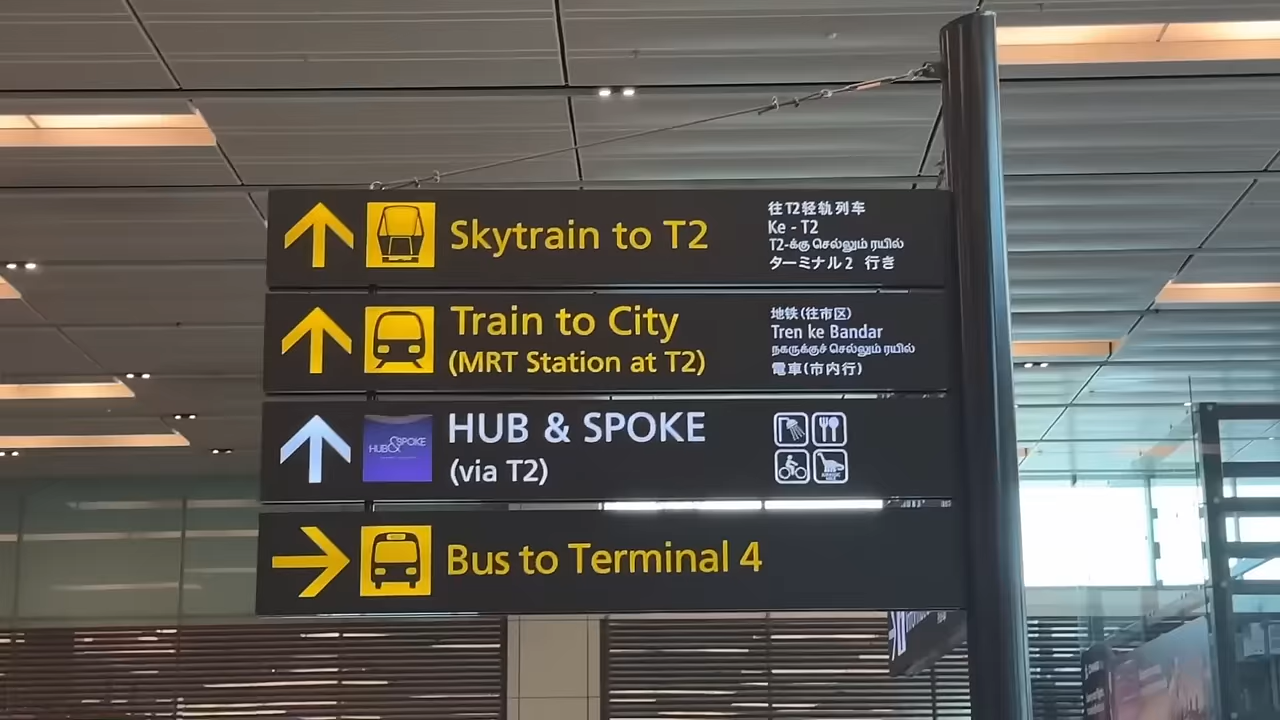 Skytrain to T2
往T2轻轨列车
Ke - T2
T2-க்கு செல்லும் ரயில்
ターミナル2 行き
Train to City
(MRT Station at T2)
地铁(往市区)
Tren ke Bandar
நகருக்குச் செல்லும் ரயில்
電車(市内行)
HUB & SPOKE
HUB & SPOKE
(via T2)
Bus to Terminal 4